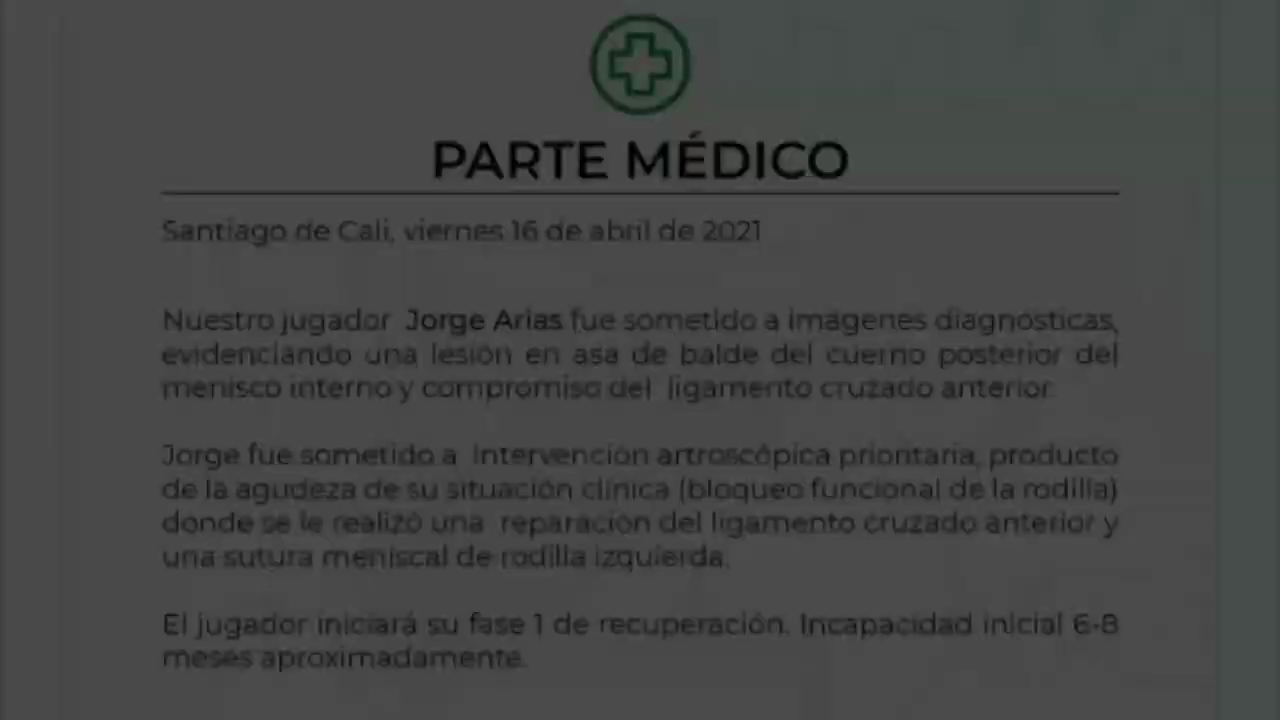 PARTE MÉDICO
Santiago de Cali, viernes 16 de abril de 2021
Nuestro jugador Jorge Arias fue sometido a imágenes diagnósticas,
evidenciando una lesión en asa de balde del cuerno posterior del
menisco interno y compromiso del ligamento cruzado anterior.
Jorge fue sometido a Intervención artroscópica prioritaria, producto
de la agudeza de su situación clínica (bloqueo funcional de la rodilla)
donde se le realizó una reparación del ligamento cruzado anterior y
una sutura meniscal de rodilla izquierda.
El jugador iniciará su fase 1 de recuperación. Incapacidad inicial 6-8
meses aproximadamente.